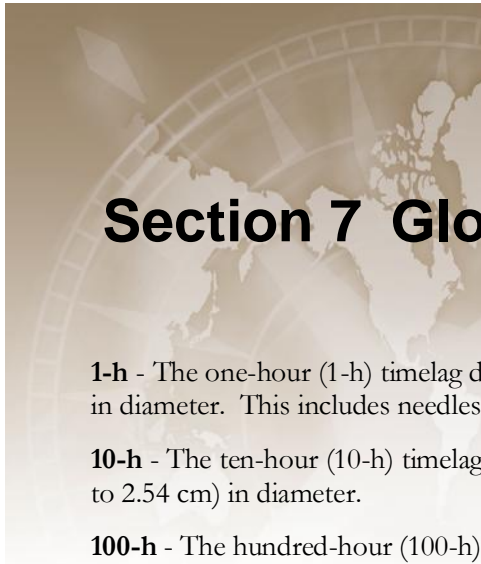 Section 7 Glo
1-h - The one-hour (1-h) timelag d
in diameter. This includes needles
10-h - The ten-hour (10-h) timelag
to 2.54 cm) in diameter.
100-h - The hundred-hour (100-h)